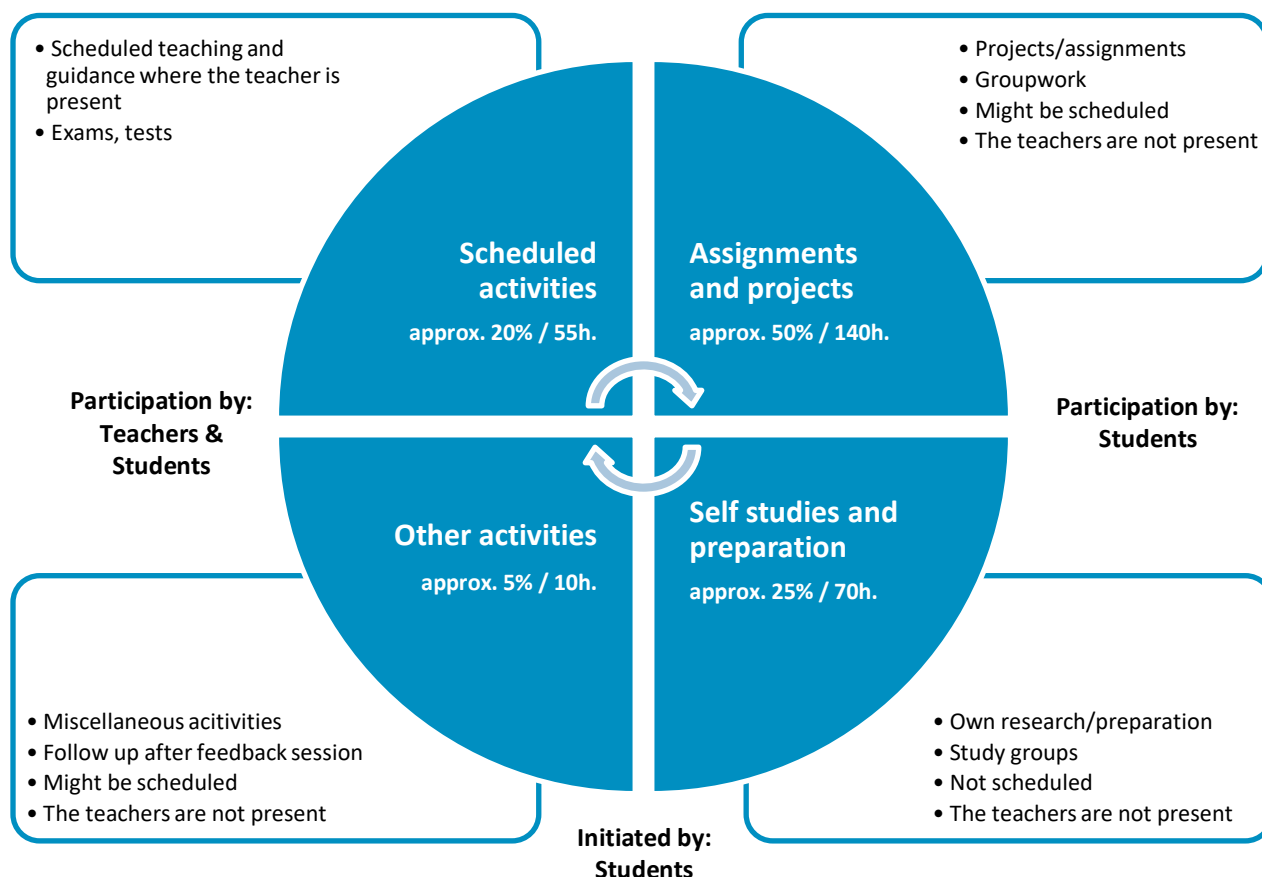 • Scheduled teaching and
guidance where the teacher is
present
• Exams, tests
• Projects/assignments
• Groupwork
• Might be scheduled
• The teachers are not present
Scheduled
activities
approx. 20% / 55h.
Assignments
and projects
approx. 50% / 140h.
Participation by:
Teachers &
Students
Participation by:
Students
Other activities
approx. 5% / 10h.
Self studies and
preparation
approx. 25% / 70h.
• Miscellaneous acitivities
• Follow up after feedback session
• Might be scheduled
• The teachers are not present
• Own research/preparation
• Study groups
• Not scheduled
• The teachers are not present
Initiated by:
Students